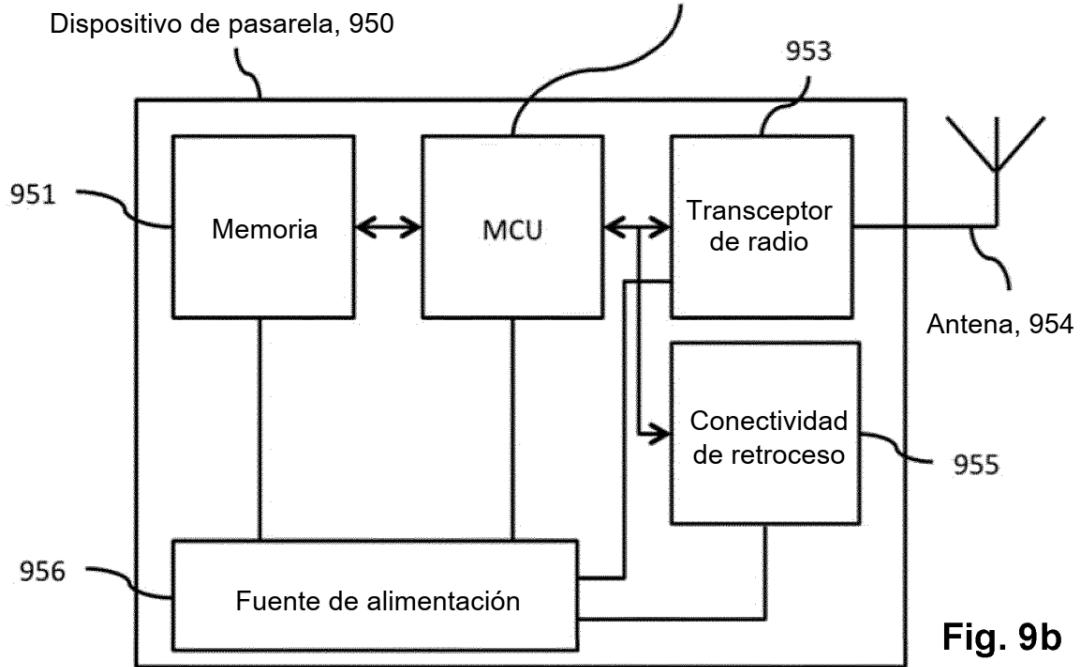 Dispositivo de pasarela, 950
953
951
Memoria
MCU
Transceptor
de radio
Antena, 954
Conectividad
de retroceso
955
956
Fuente de alimentación
Fig. 9b